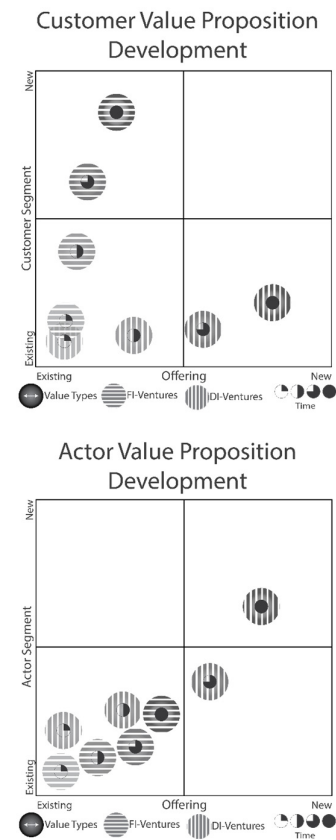 Customer Value Proposition
Development
New
Customer Segment
Existing
Existing
Offering
New
Value Types
FI-Ventures
DI-Ventures
Time
Actor Value Proposition
Development
New
Actor Segment
Existing
Existing
Offering
New
Value Types
FI-Ventures
DI-Ventures
Time